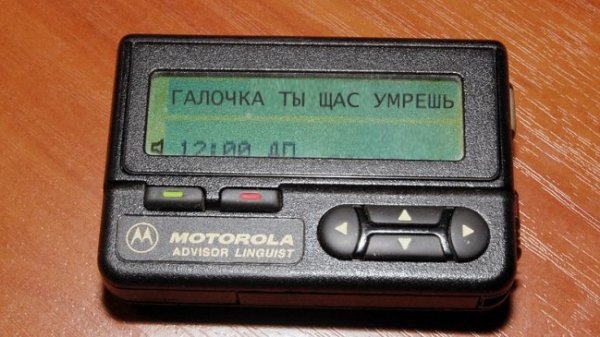 ГАЛОЧКА ТЫ ЩАС УМРЕШЬ
12:00 ДП
MOTOROLA
ADVISOR LINGUIST